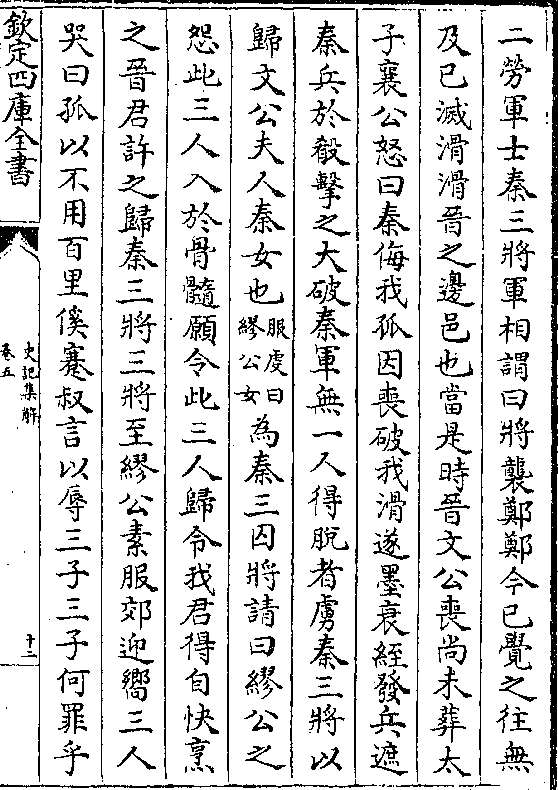 二勞軍士秦三將軍相謂曰將襲鄭鄭今已覺之往無
及已滅滑滑晉之邊邑也當是時晉文公喪尚未葬太
子襄公怒曰秦侮我孤因喪破我滑遂墨衰絰發兵遮
秦兵於殽擊之大破秦軍無一人得脫者虜秦三將以
歸文公夫人秦女也服虔曰繆公女為秦三囚將請曰繆公之
怨此三人入於骨髓願令此三人歸令我君得自快烹
之晉君許之歸秦三將三將至繆公素服郊迎嚮三人
哭曰孤以不用百里傒蹇叔言以辱三子三子何罪乎
欽定四庫全書
史記集解
卷五
十二